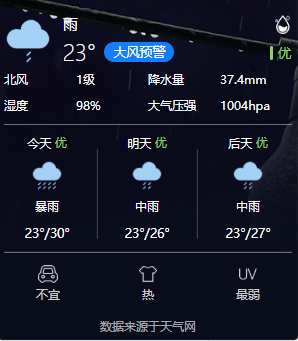 雨
23° 大风预警
优
北风 1级 降水量 37.4mm
湿度 98% 大气压强 1004hpa
今天 优 明天 优 后天 优
暴雨 中雨 中雨
23°/30° 23°/26° 23°/27°
UV
不宜 热 最弱
数据来源于天气网